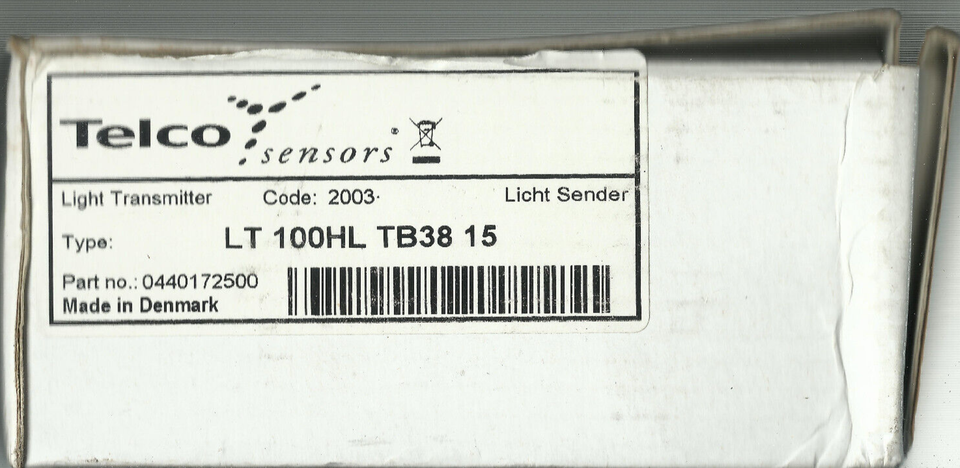 Telco
sensors®
Light Transmitter Code: 2003 Licht Sender
Type: LT 100HL TB38 15
Part no.: 0440172500
Made in Denmark